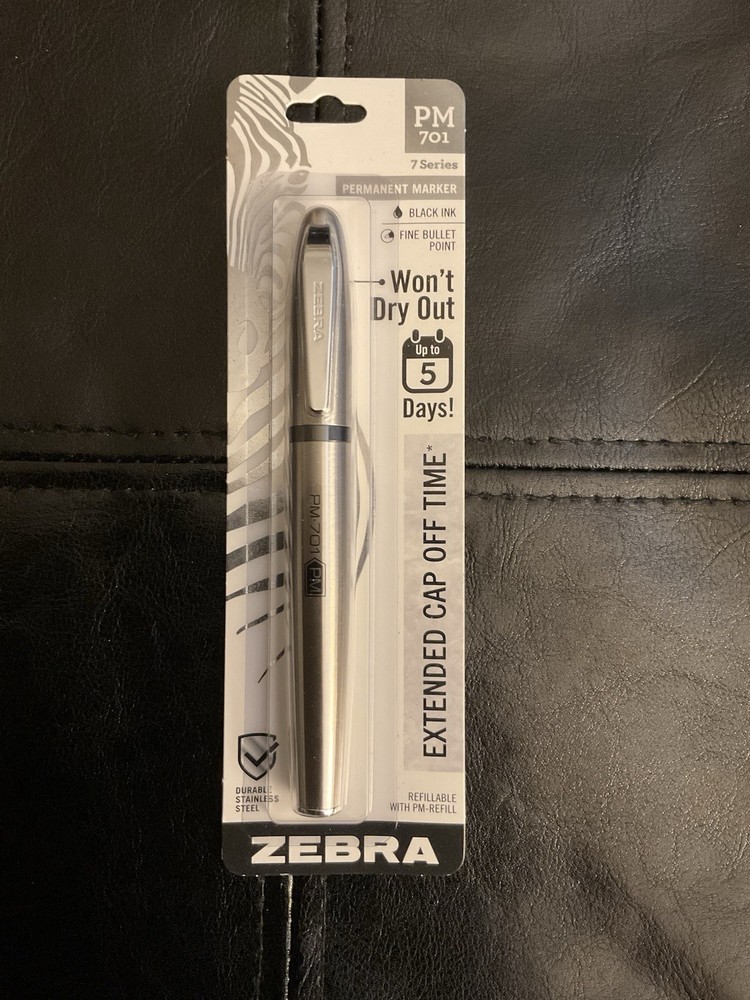 PM
701
7 Series
PERMANENT MARKER
BLACK INK
FINE BULLET
POINT
ZEBRA
Won't
Dry Out
Up to
5
Days!
EXTENDED CAP OFF TIME*
PM-701 PM
DURABLE
STAINLESS
STEEL
REFILLABLE
WITH PM-REFILL
ZEBRA